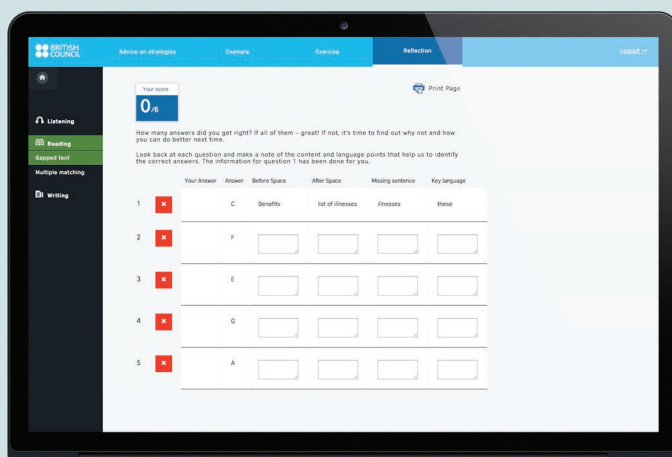 BRITISH
COUNCIL
Advice on strategies
Example
Exercise
Reflection
Logout
Listening
Reading
Gapped text
Multiple matching
Writing
Your score
0/6
Print Page
How many answers did you get right? If all of them – great! If not, it's time to find out why not and how
you can do better next time.
Look back at each question and make a note of the content and language points that help us to identify
the correct answers. The information for question 1 has been done for you.
Your Answer Answer Before Space After Space Missing sentence Key language
1 C Benefits list of illnesses illnesses these
2 F
3 E
4 G
5 A